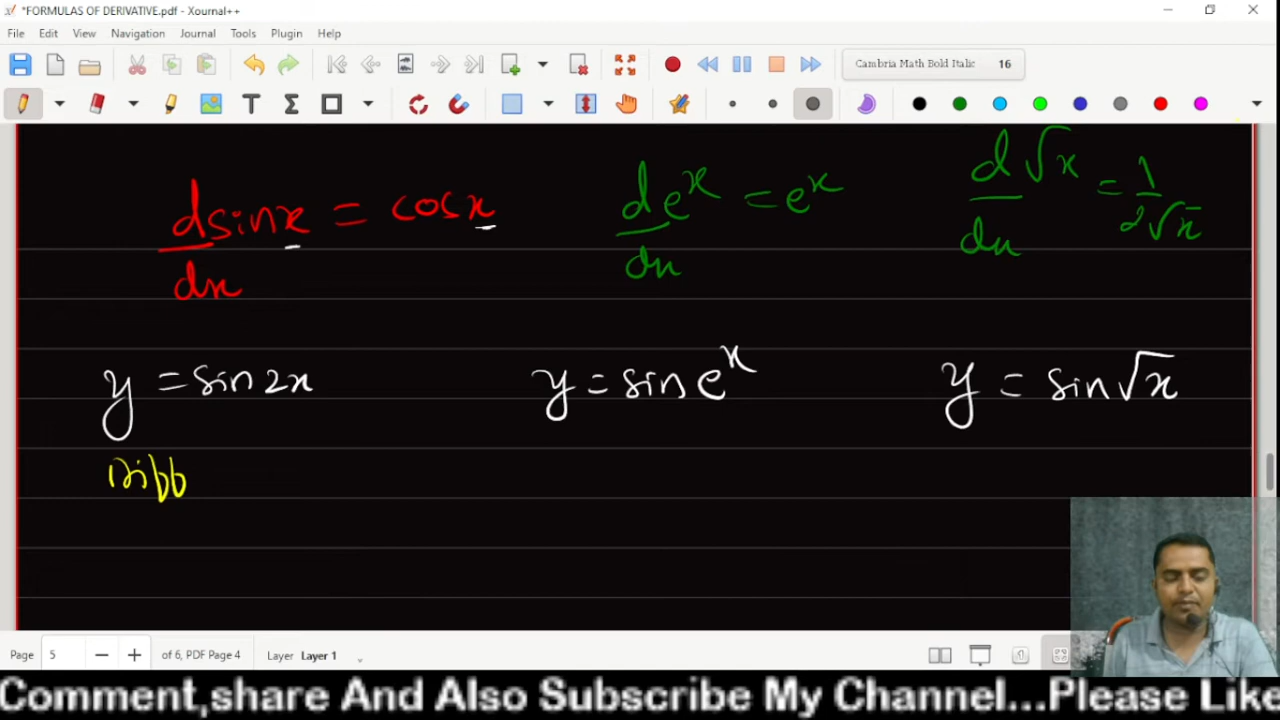 *FORMULAS OF DERIVATIVE.pdf - Xournal++
File Edit View Navigation Journal Tools Plugin Help
Cambria Math Bold Italic 16
d sinx / dx = cosx
d e^x / dx = e^x
d √x / dx = 1 / 2√x
y = sin 2x
y = sin e^x
y = sin √x
Diff
Page 5 of 6, PDF Page 4 Layer Layer 1
Comment,share And Also Subscribe My Channel...Please Like